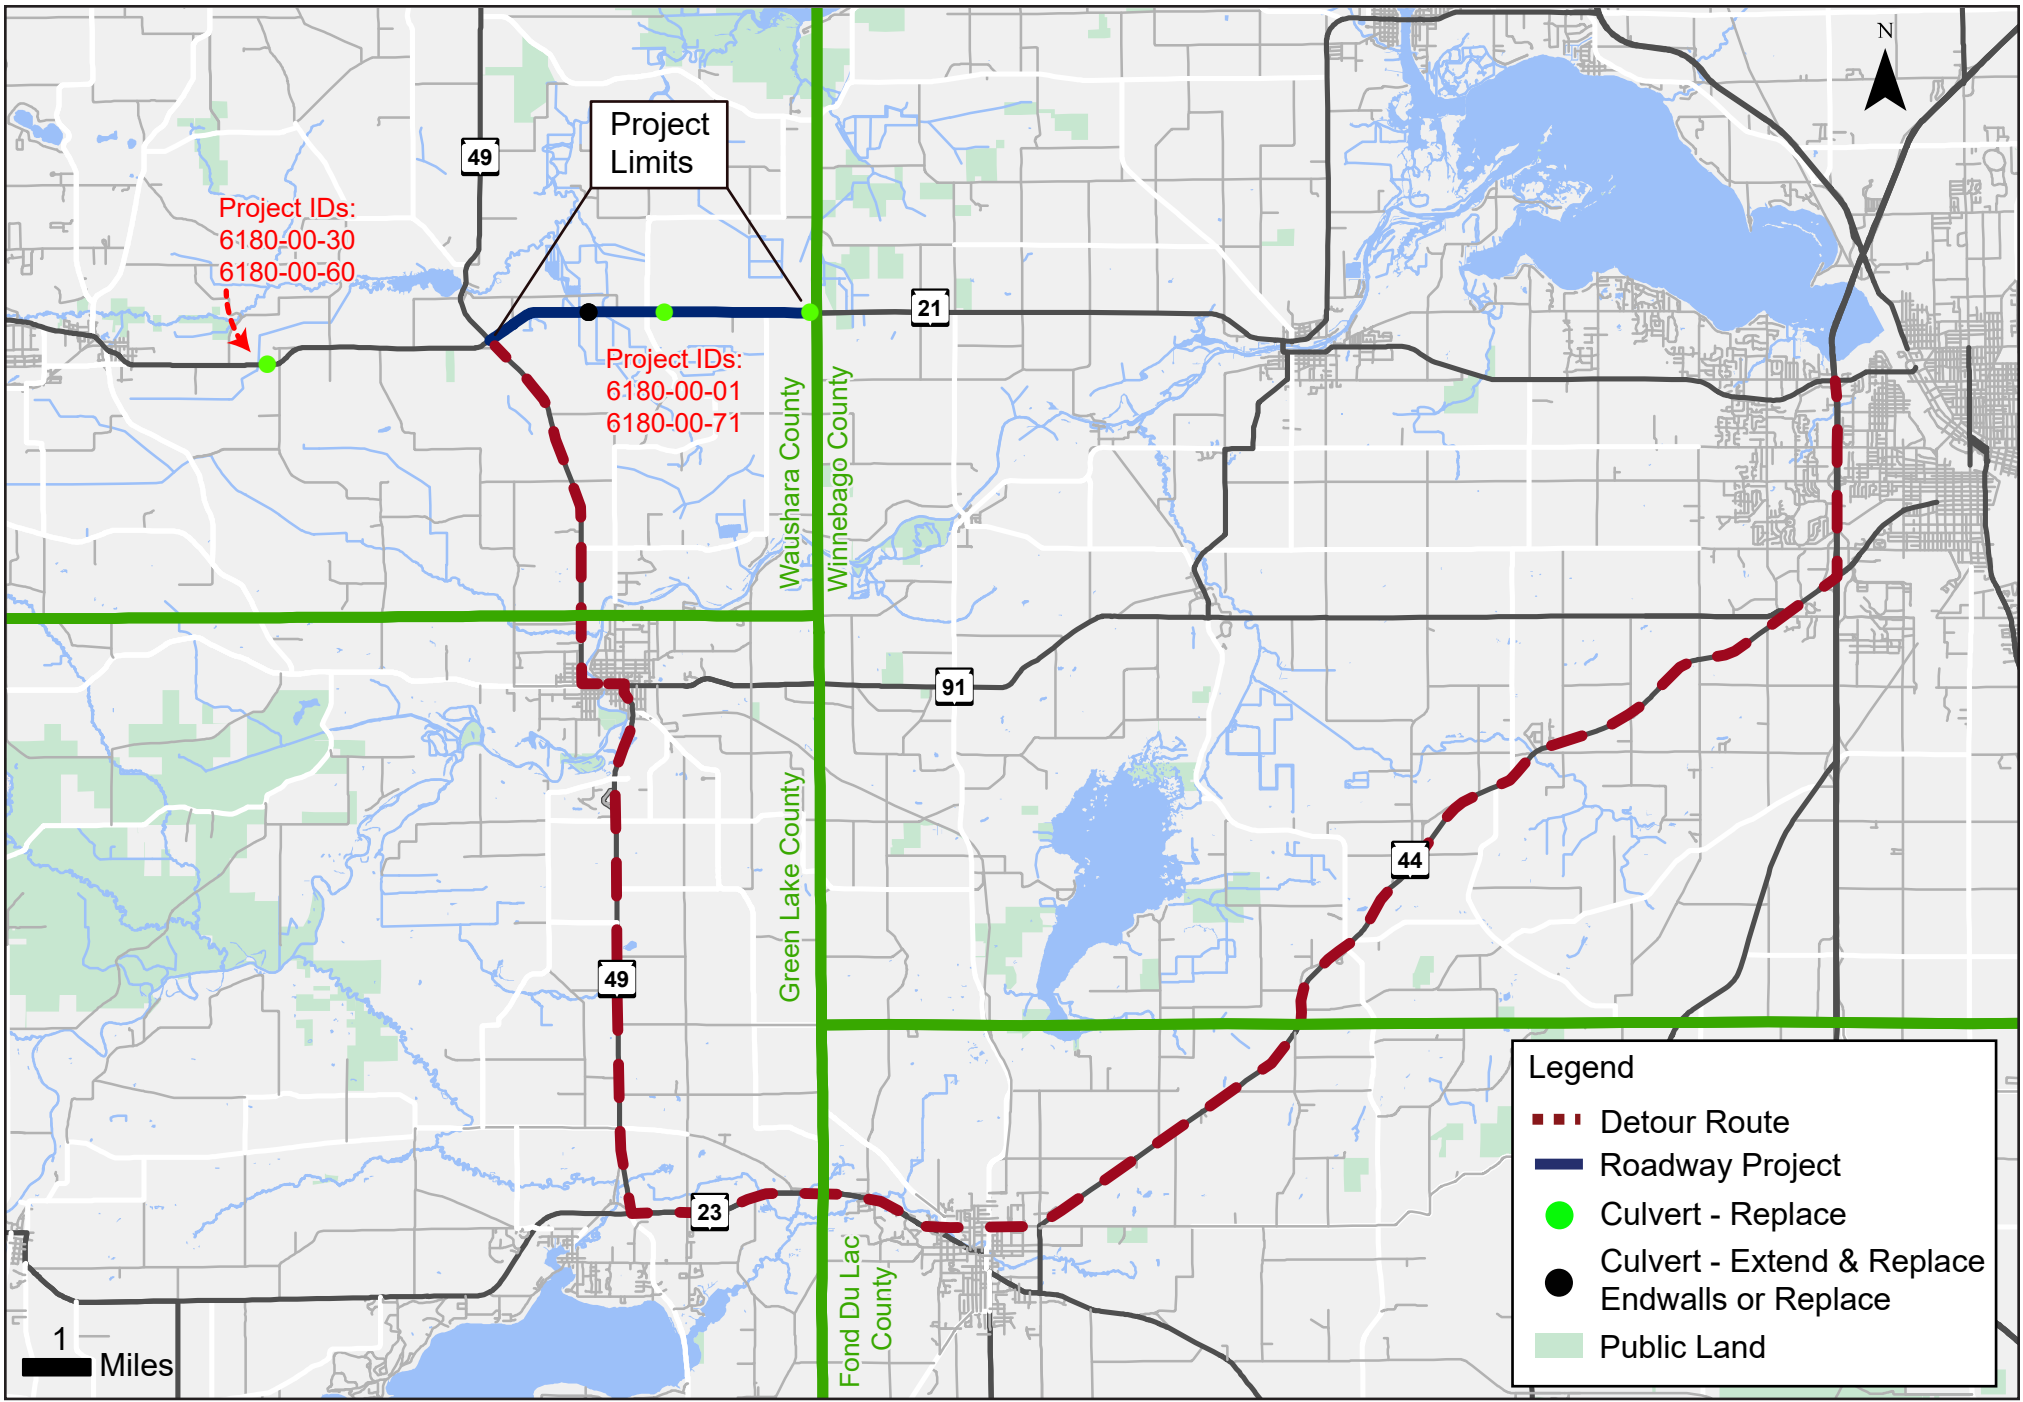 N
49
Project
Limits
Project IDs:
6180-00-30
6180-00-60
21
Project IDs:
6180-00-01
6180-00-71
Waushara County
Winnebago County
91
Green Lake County
44
49
23
Fond Du Lac
County
Legend
Detour Route
Roadway Project
Culvert - Replace
Culvert - Extend & Replace
Endwalls or Replace
Public Land
1
Miles